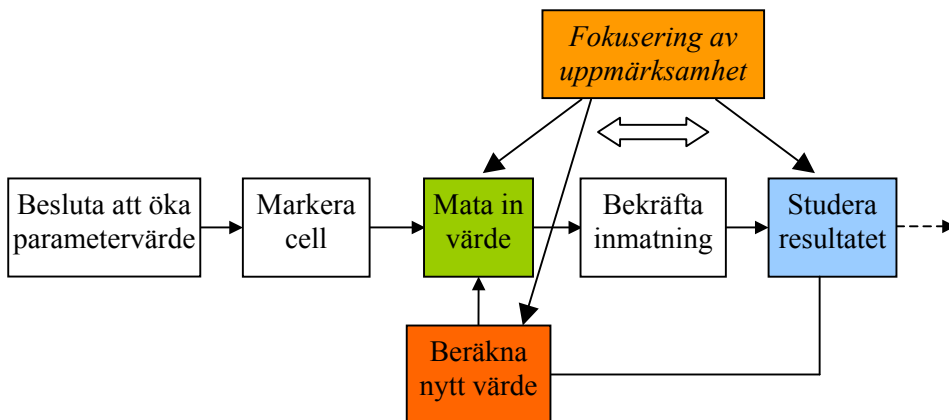 Fokusering av
uppmärksamhet
Besluta att öka
parametervärde
Markera
cell
Mata in
värde
Bekräfta
inmatning
Studera
resultatet
Beräkna
nytt värde